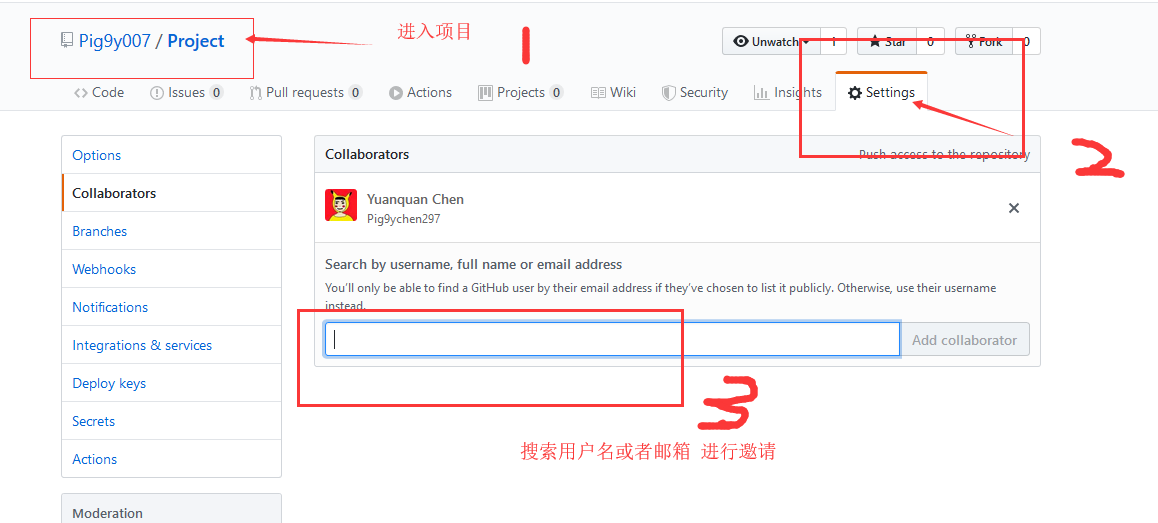 Pig9y007 / Project
进入项目
1
Unwatch 1
Star 0
Fork 0
Code
Issues 0
Pull requests 0
Actions
Projects 0
Wiki
Security
Insights
Settings
2
Options
Collaborators
Branches
Webhooks
Notifications
Integrations & services
Deploy keys
Secrets
Actions
Moderation
Collaborators
Push access to the repository
Yuanquan Chen
Pig9ychen297
Search by username, full name or email address
You'll only be able to find a GitHub user by their email address if they've chosen to list it publicly. Otherwise, use their username
instead.
Add collaborator
3
搜索用户名或者邮箱 进行邀请